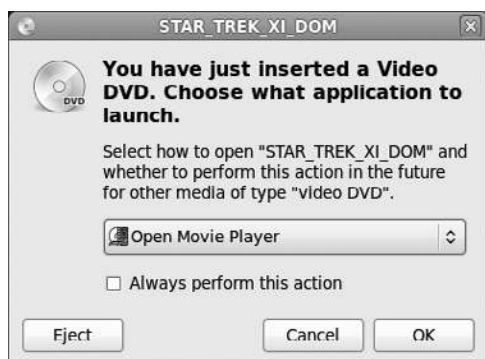 STAR_TREK_XI_DOM
You have just inserted a Video
DVD. Choose what application to
launch.
DVD
Select how to open "STAR_TREK_XI_DOM" and
whether to perform this action in the future
for other media of type "video DVD".
Open Movie Player
Always perform this action
Eject
Cancel
OK